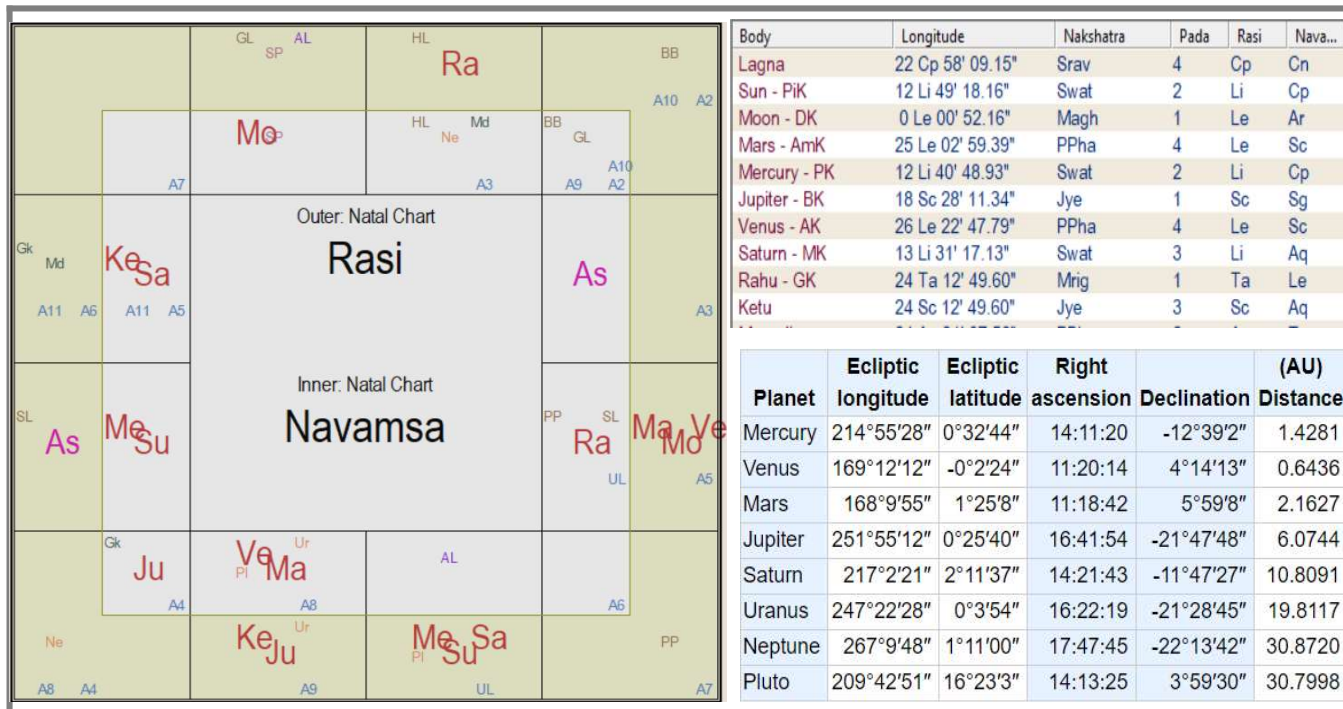 GL AL HL
SP Ra BB
A10 A2
Mo SP HL Md BB
Ne GL
A10
A7 A3 A9 A2
Outer: Natal Chart
Rasi
Gk Md Ke Sa As
A11 A6 A11 A5 A3
Inner: Natal Chart
Navamsa
SL PP SL
As Me Su Ra Ma Mo Ve
UL A5
Gk Ve Ur
Ju Pl Ma AL
A4 A8 A6
Ne Ke Ur Me Sa PP
Ju Pl Su
A8 A4 A9 UL A7
Body Longitude Nakshatra Pada Rasi Nava...
Lagna 22 Cp 58' 09.15" Srav 4 Cp Cn
Sun - PiK 12 Li 49' 18.16" Swat 2 Li Cp
Moon - DK 0 Le 00' 52.16" Magh 1 Le Ar
Mars - AmK 25 Le 02' 59.39" PPha 4 Le Sc
Mercury - PK 12 Li 40' 48.93" Swat 2 Li Cp
Jupiter - BK 18 Sc 28' 11.34" Jye 1 Sc Sg
Venus - AK 26 Le 22' 47.79" PPha 4 Le Sc
Saturn - MK 13 Li 31' 17.13" Swat 3 Li Aq
Rahu - GK 24 Ta 12' 49.60" Mrig 1 Ta Le
Ketu 24 Sc 12' 49.60" Jye 3 Sc Aq
Planet Ecliptic longitude Ecliptic latitude Right ascension Declination (AU) Distance
Mercury 214°55′28″ 0°32′44″ 14:11:20 -12°39′2″ 1.4281
Venus 169°12′12″ -0°2′24″ 11:20:14 4°14′13″ 0.6436
Mars 168°9′55″ 1°25′8″ 11:18:42 5°59′8″ 2.1627
Jupiter 251°55′12″ 0°25′40″ 16:41:54 -21°47′48″ 6.0744
Saturn 217°2′21″ 2°11′37″ 14:21:43 -11°47′27″ 10.8091
Uranus 247°22′28″ 0°3′54″ 16:22:19 -21°28′45″ 19.8117
Neptune 267°9′48″ 1°11′00″ 17:47:45 -22°13′42″ 30.8720
Pluto 209°42′51″ 16°23′3″ 14:13:25 3°59′30″ 30.7998